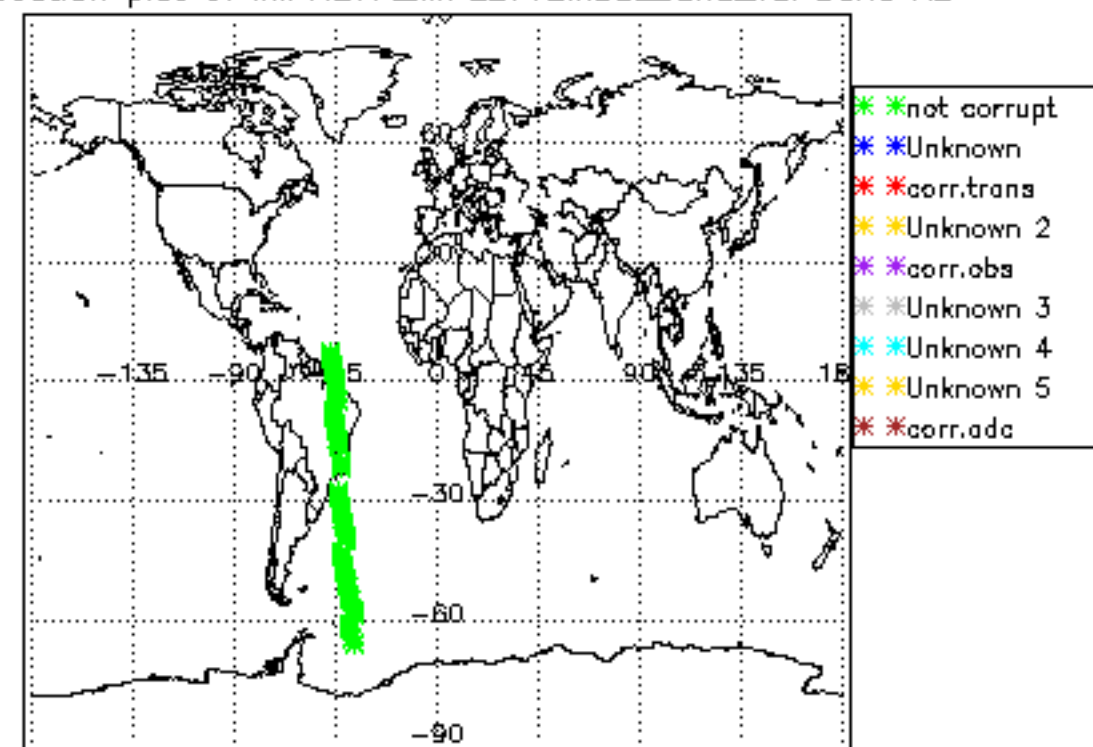 not corrupt
Unknown
corr.trans
Unknown 2
corr.obs
Unknown 3
Unknown 4
Unknown 5
corr.adc
60
-135 -90 0 45 90 135
-30
-60
-90